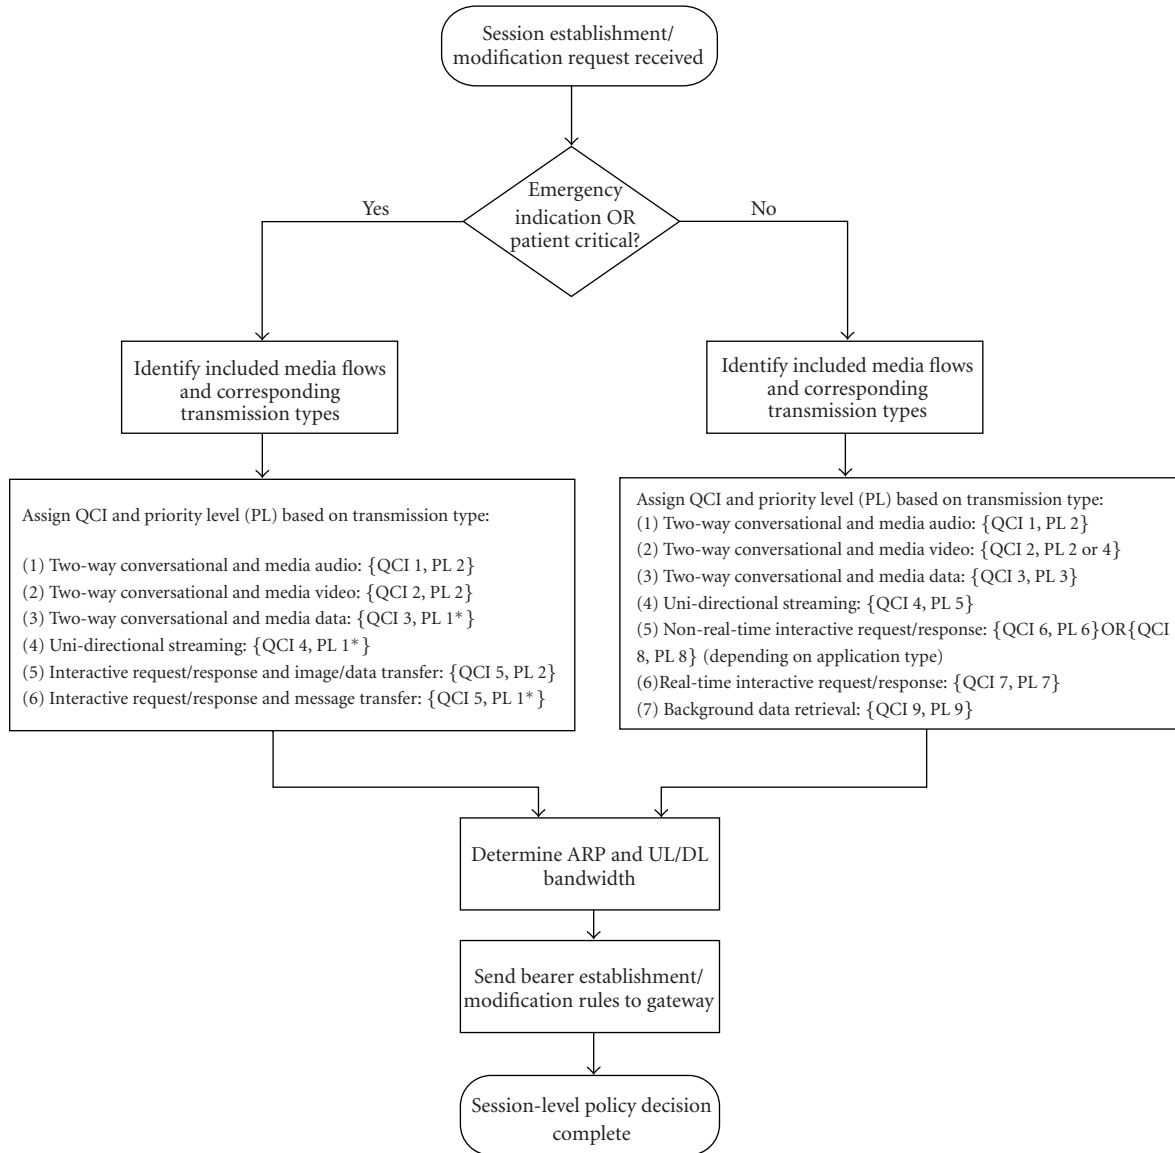 Session establishment/
modification request received
Emergency
indication OR
patient critical?
Yes
No
Identify included media flows
and corresponding
transmission types
Identify included media flows
and corresponding
transmission types
Assign QCI and priority level (PL) based on transmission type:
(1) Two-way conversational and media audio: {QCI 1, PL 2}
(2) Two-way conversational and media video: {QCI 2, PL 2}
(3) Two-way conversational and media data: {QCI 3, PL 1*}
(4) Uni-directional streaming: {QCI 4, PL 1*}
(5) Interactive request/response and image/data transfer: {QCI 5, PL 2}
(6) Interactive request/response and message transfer: {QCI 5, PL 1*}
Assign QCI and priority level (PL) based on transmission type:
(1) Two-way conversational and media audio: {QCI 1, PL 2}
(2) Two-way conversational and media video: {QCI 2, PL 2 or 4}
(3) Two-way conversational and media data: {QCI 3, PL 3}
(4) Uni-directional streaming: {QCI 4, PL 5}
(5) Non-real-time interactive request/response: {QCI 6, PL 6}OR{QCI
8, PL 8} (depending on application type)
(6)Real-time interactive request/response: {QCI 7, PL 7}
(7) Background data retrieval: {QCI 9, PL 9}
Determine ARP and UL/DL
bandwidth
Send bearer establishment/
modification rules to gateway
Session-level policy decision
complete